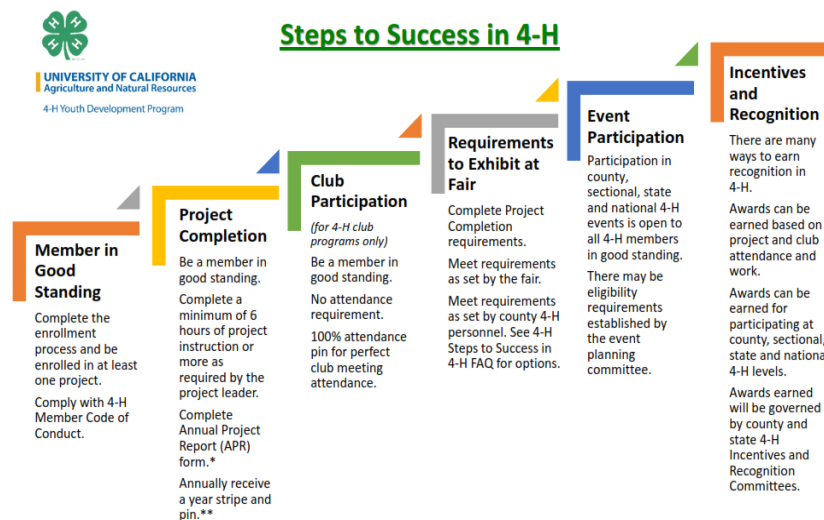 Steps to Success in 4-H
H H
H H
UNIVERSITY OF CALIFORNIA
Agriculture and Natural Resources
4-H Youth Development Program
Member in
Good
Standing
Complete the
enrollment
process and be
enrolled in at least
one project.
Comply with 4-H
Member Code of
Conduct.
Project
Completion
Be a member in
good standing.
Complete a
minimum of 6
hours of project
instruction or
more as
required by the
project leader.
Complete
Annual Project
Report (APR)
form.*
Annually receive
a year stripe and
pin.**
Club
Participation
(for 4-H club
programs only)
Be a member in
good standing.
No attendance
requirement.
100% attendance
pin for perfect
club meeting
attendance.
Requirements
to Exhibit at
Fair
Complete Project
Completion
requirements.
Meet requirements
as set by the fair.
Meet requirements
as set by county 4-H
personnel. See 4-H
Steps to Success in
4-H FAQ for options.
Event
Participation
Participation in
county,
sectional, state
and national 4-H
events is open to
all 4-H members
in good standing.
There may be
eligibility
requirements
established by
the event
planning
committee.
Incentives
and
Recognition
There are many
ways to earn
recognition in
4-H.
Awards can be
earned based on
project and club
attendance and
work.
Awards can be
earned for
participating at
county, sectional,
state and nationa
4-H levels.
Awards earned
will be governed
by county and
state 4-H
Incentives and
Recognition
Committees.